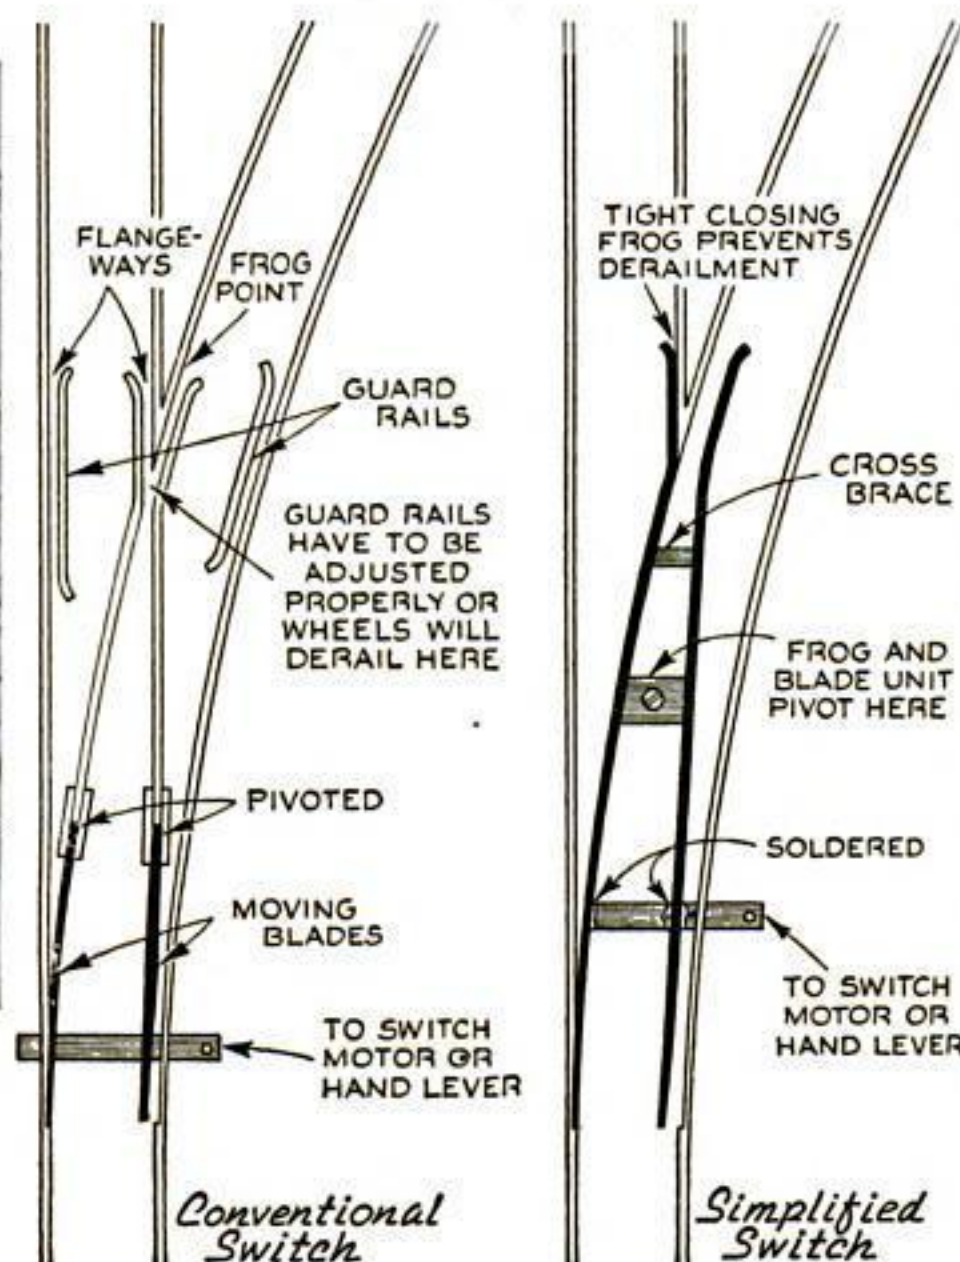 FLANGE-
WAYS
FROG
POINT
GUARD
RAILS
GUARD RAILS
HAVE TO BE
ADJUSTED
PROPERLY OR
WHEELS WILL
DERAIL HERE
PIVOTED
MOVING
BLADES
TO SWITCH
MOTOR OR
HAND LEVER
Conventional
Switch
TIGHT CLOSING
FROG PREVENTS
DERAILMENT
CROSS
BRACE
FROG AND
BLADE UNIT
PIVOT HERE
SOLDERED
TO SWITCH
MOTOR OR
HAND LEVER
Simplified
Switch